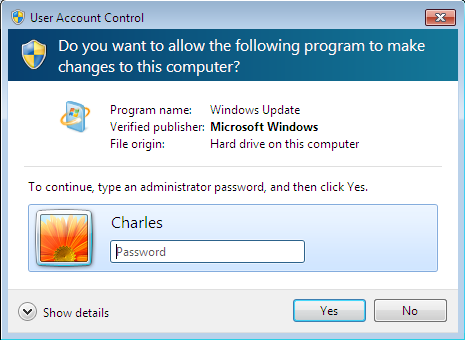 User Account Control
Do you want to allow the following program to make
changes to this computer?
Program name: Windows Update
Verified publisher: Microsoft Windows
File origin: Hard drive on this computer
To continue, type an administrator password, and then click Yes.
Charles
Password
Show details Yes No